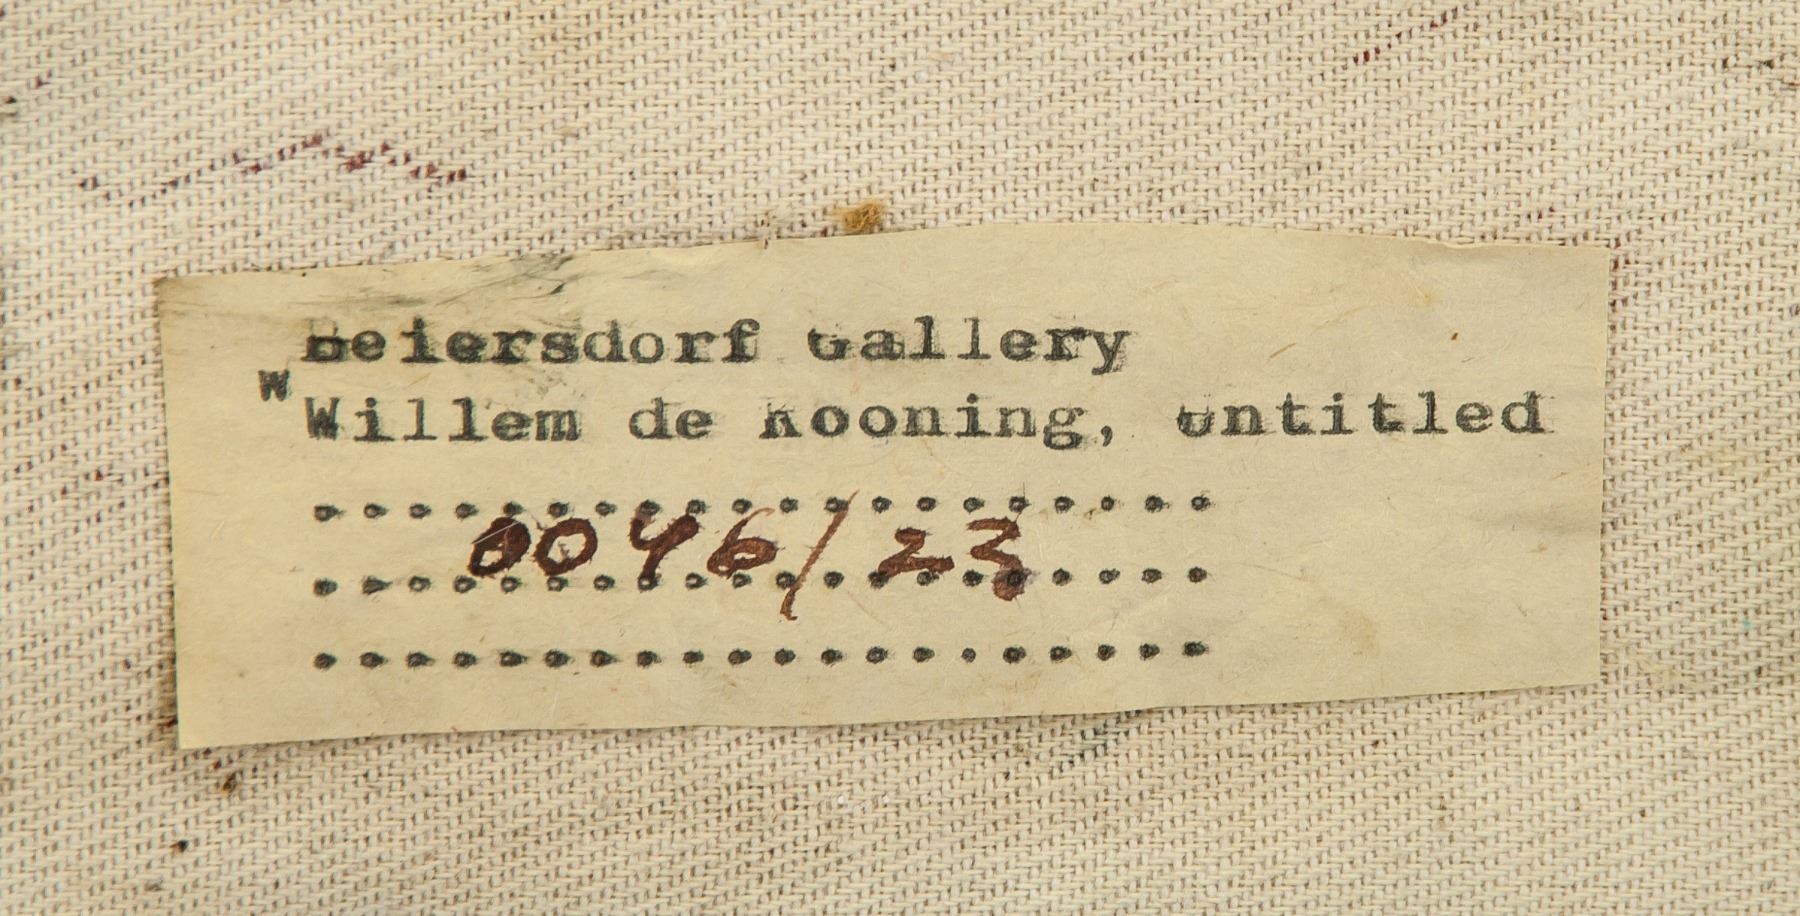 Beiersdorf Gallery
w
Willem de Kooning, untitled
....................
0046/23
....................
....................